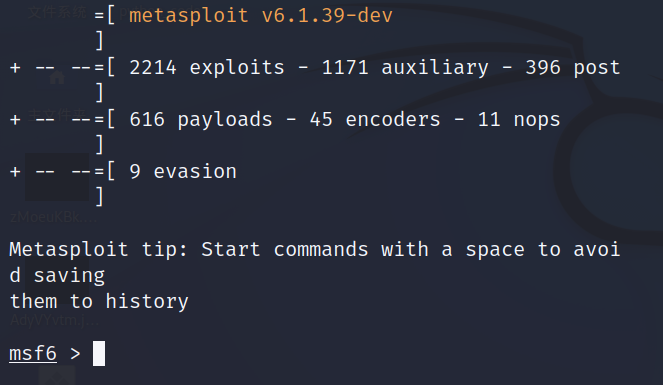 =[ metasploit v6.1.39-dev
]
+ -- --=[ 2214 exploits - 1171 auxiliary - 396 post
]
+ -- --=[ 616 payloads - 45 encoders - 11 nops
]
+ -- --=[ 9 evasion
]
Metasploit tip: Start commands with a space to avoi
d saving
them to history
msf6 >